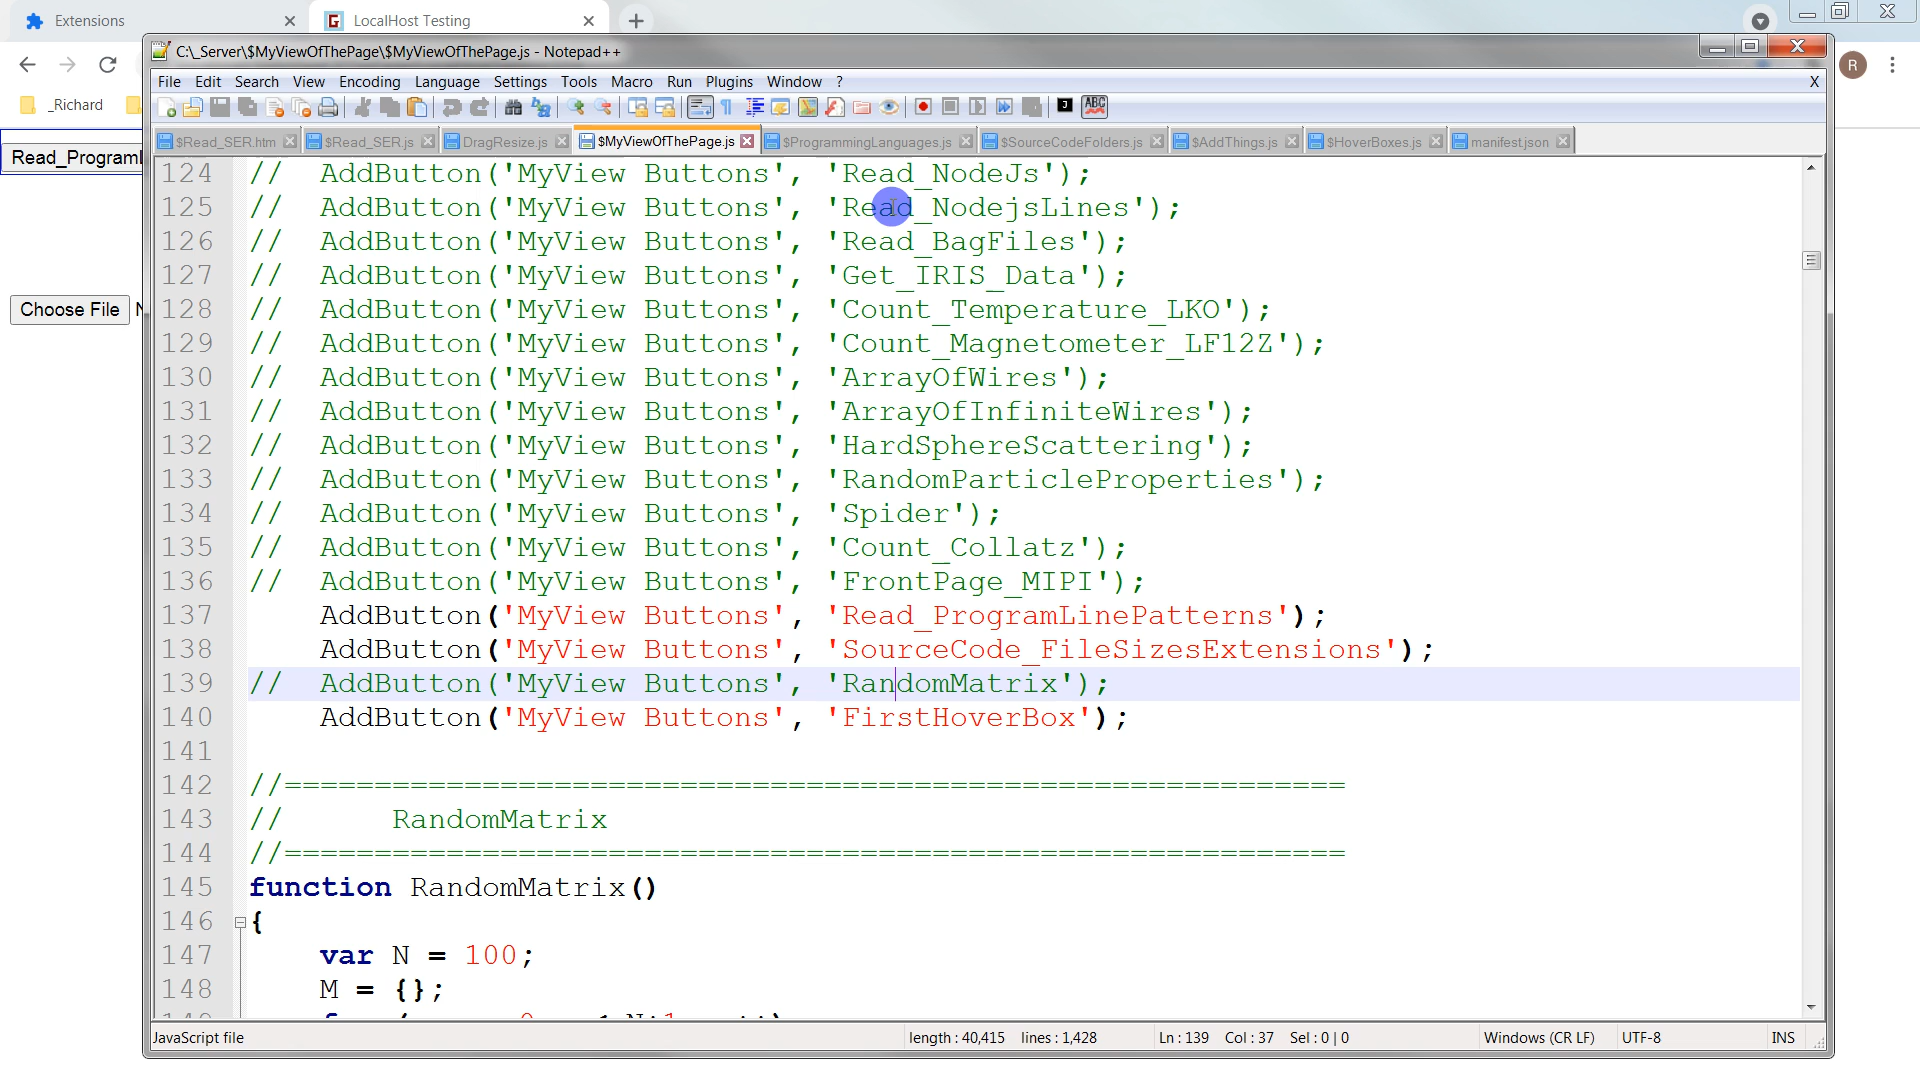 Extensions
LocalHost Testing
C:\_Server\$MyViewOfThePage\$MyViewOfThePage.js - Notepad++
R
_Richard
File Edit Search View Encoding Language Settings Tools Macro Run Plugins Window ? X
$Read_SER.htm $Read_SER.js DragResize.js $MyViewOfThePage.js $ProgrammingLanguages.js $SourceCodeFolders.js $AddThings.js $HoverBoxes.js manifest.json
Read_Program
Choose File
124 // AddButton('MyView Buttons', 'Read_NodeJs');
125 // AddButton('MyView Buttons', 'Read_NodejsLines');
126 // AddButton('MyView Buttons', 'Read_BagFiles');
127 // AddButton('MyView Buttons', 'Get_IRIS_Data');
128 // AddButton('MyView Buttons', 'Count_Temperature_LKO');
129 // AddButton('MyView Buttons', 'Count_Magnetometer_LF12Z');
130 // AddButton('MyView Buttons', 'ArrayOfWires');
131 // AddButton('MyView Buttons', 'ArrayOfInfiniteWires');
132 // AddButton('MyView Buttons', 'HardSphereScattering');
133 // AddButton('MyView Buttons', 'RandomParticleProperties');
134 // AddButton('MyView Buttons', 'Spider');
135 // AddButton('MyView Buttons', 'Count_Collatz');
136 // AddButton('MyView Buttons', 'FrontPage_MIPI');
137 AddButton('MyView Buttons', 'Read_ProgramLinePatterns');
138 AddButton('MyView Buttons', 'SourceCode_FileSizesExtensions');
139 // AddButton('MyView Buttons', 'RandomMatrix');
140 AddButton('MyView Buttons', 'FirstHoverBox');
141
142 //===========================================================
143 // RandomMatrix
144 //===========================================================
145 function RandomMatrix()
146 {
147 var N = 100;
148 M = {};
JavaScript file length : 40,415 lines : 1,428 Ln : 139 Col : 37 Sel : 0 | 0 Windows (CR LF) UTF-8 INS